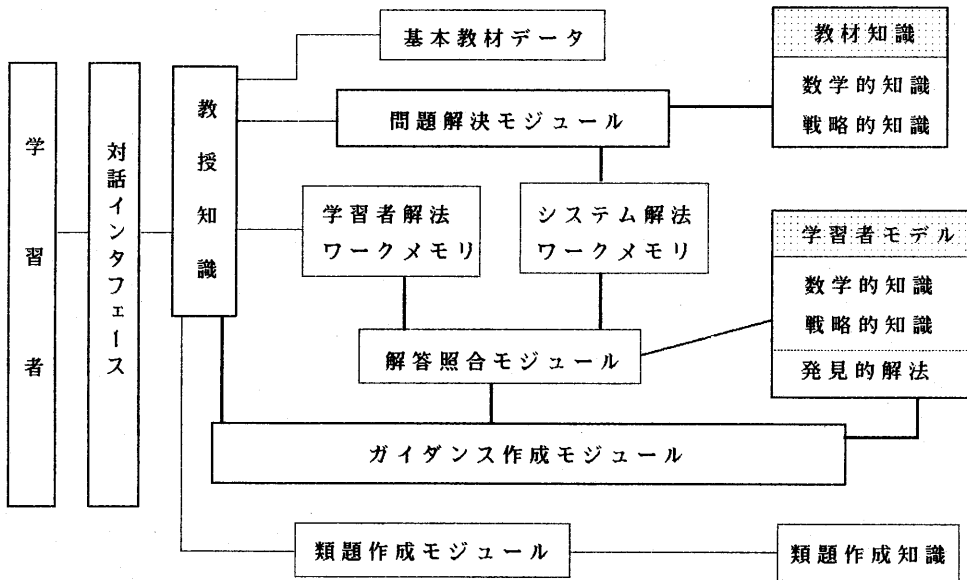 学習者
対話インタフェース
教授知識
基本教材データ
問題解決モジュール
学習者解法
ワークメモリ
システム解法
ワークメモリ
解答照合モジュール
ガイダンス作成モジュール
類題作成モジュール
教材知識
数学的知識
戦略的知識
学習者モデル
数学的知識
戦略的知識
発見的解法
類題作成知識